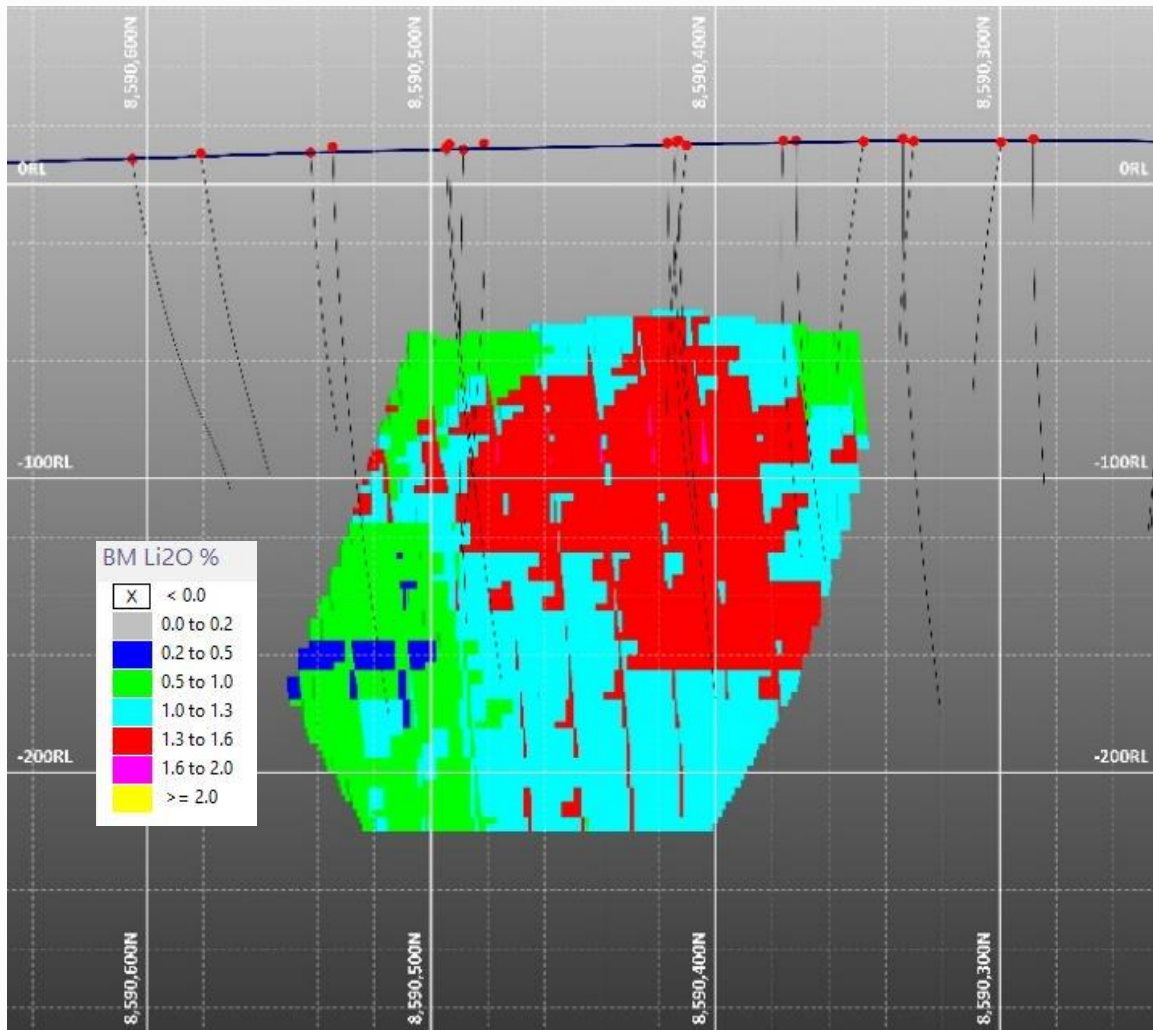 8,590,600N
8,590,500N
8,590,400N
8,590,300N
0RL
0RL
-100RL
-100RL
BM Li2O %
X < 0.0
0.0 to 0.2
0.2 to 0.5
0.5 to 1.0
1.0 to 1.3
1.3 to 1.6
1.6 to 2.0
>= 2.0
-200RL
-200RL
8,590,600N
8,590,500N
8,590,400N
8,590,300N